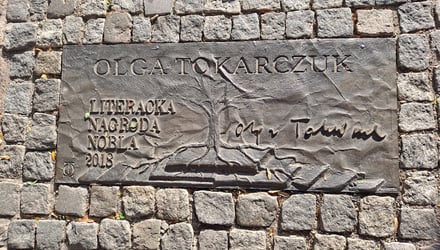 OLGA TOKARCZUK
LITERACKA
NAGRODA
NOBLA
2018